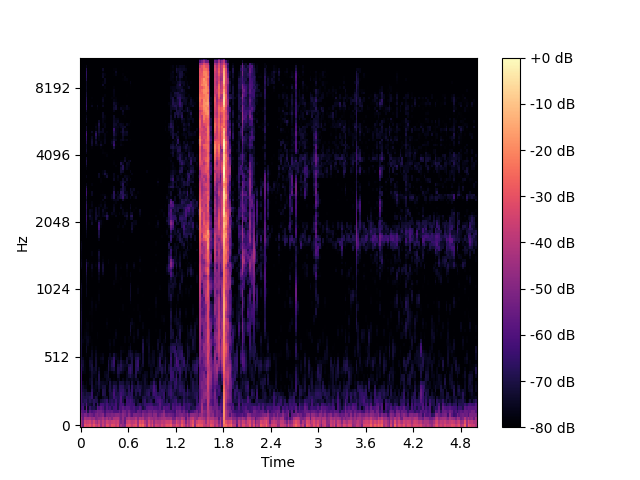 +0 dB
8192
-10 dB
4096
-20 dB
-30 dB
2048
Hz
-40 dB
1024
-50 dB
512
-60 dB
-70 dB
0
-80 dB
0 0.6 1.2 1.8 2.4 3 3.6 4.2 4.8
Time